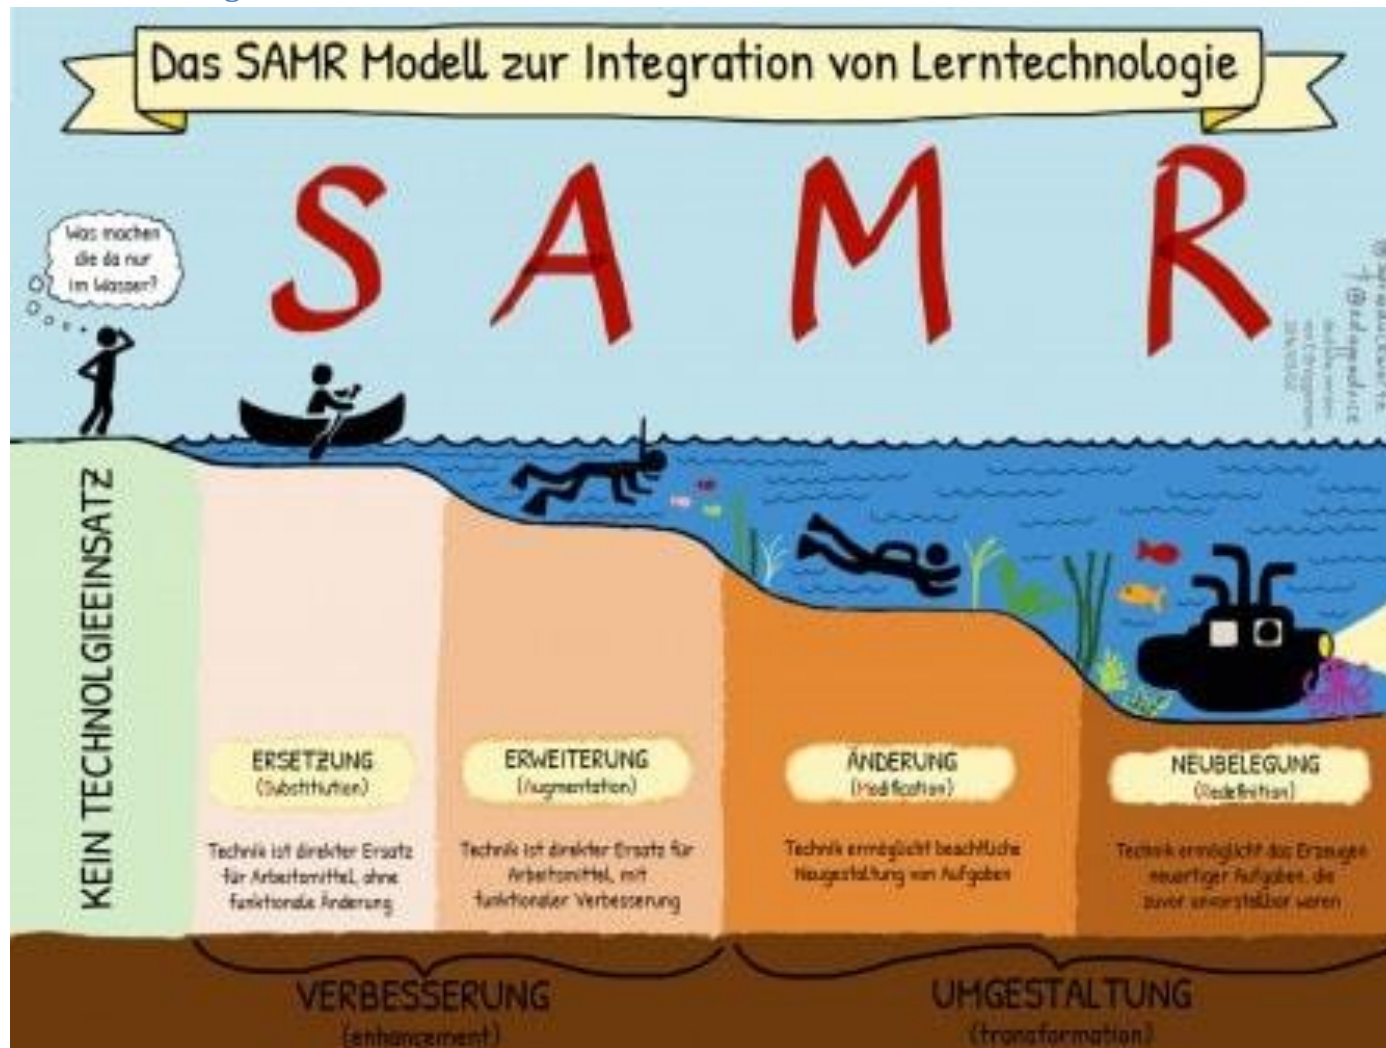 Das SAMR Modell zur Integration von Lerntechnologie
S A M R
Was machen
die da nur
im Wasser?
KEIN TECHNOLGIEEINSATZ
ERSETZUNG
(Substitution)
Technik ist direkter Ersatz
für Arbeitsmittel, ohne
funktionale Änderung
ERWEITERUNG
(Augmentation)
Technik ist direkter Ersatz für
Arbeitsmittel, mit
funktionaler Verbesserung
ÄNDERUNG
(Modification)
Technik ermöglicht beachtliche
Neugestaltung von Aufgaben
NEUBELEGUNG
(Redefinition)
Technik ermöglicht das Erzeugen
neuartiger Aufgaben, die
zuvor unvorstellbar waren
VERBESSERUNG
(enhancement)
UMGESTALTUNG
(transformation)